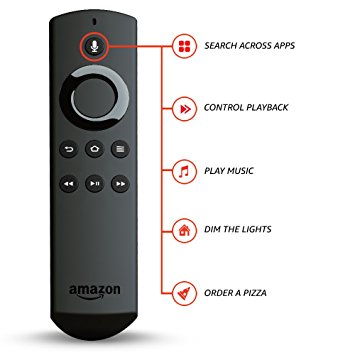 SEARCH ACROSS APPS
CONTROL PLAYBACK
PLAY MUSIC
DIM THE LIGHTS
ORDER A PIZZA
amazon